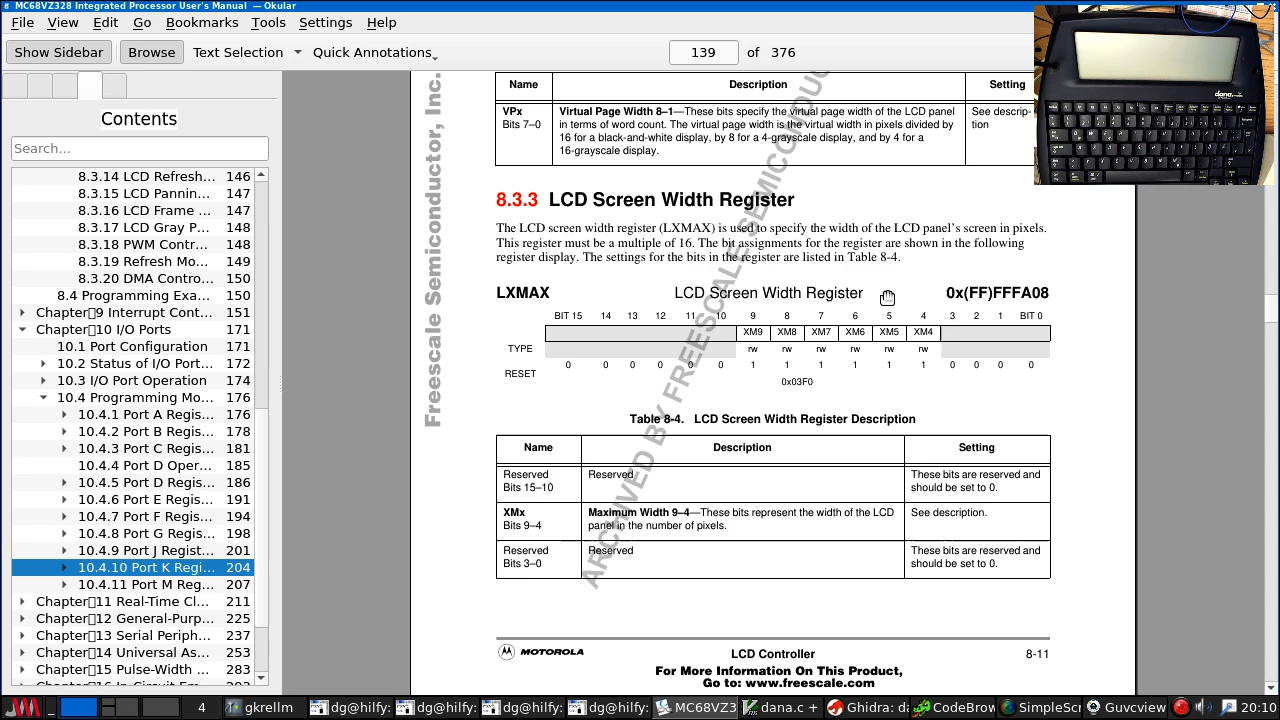 MC68VZ328 Integrated Processor User's Manual — Okular
File View Edit Go Bookmarks Tools Settings Help
Show Sidebar Browse Text Selection Quick Annotations 139 of 376
Contents
Search...
8.3.14 LCD Refresh... 146
8.3.15 LCD Pannin... 147
8.3.16 LCD Frame ... 147
8.3.17 LCD Gray P... 148
8.3.18 PWM Contr... 148
8.3.19 Refresh Mo... 149
8.3.20 DMA Contro... 150
8.4 Programming Exa... 150
Chapter 9 Interrupt Cont... 151
Chapter 10 I/O Ports 171
10.1 Port Configuration 171
10.2 Status of I/O Port... 172
10.3 I/O Port Operation 174
10.4 Programming Mo... 176
10.4.1 Port A Regis... 176
10.4.2 Port B Regis... 178
10.4.3 Port C Regis... 181
10.4.4 Port D Oper... 185
10.4.5 Port D Regis... 186
10.4.6 Port E Regis... 191
10.4.7 Port F Regis... 194
10.4.8 Port G Regis... 198
10.4.9 Port J Regist... 201
10.4.10 Port K Regi... 204
10.4.11 Port M Reg... 207
Chapter 11 Real-Time Cl... 211
Chapter 12 General-Purp... 225
Chapter 13 Serial Periph... 237
Chapter 14 Universal As... 253
Chapter 15 Pulse-Width ... 283
Freescale Semiconductor, Inc.
ARCHIVED BY FREESCALE SEMICONDUC
Name Description Setting
VPx Virtual Page Width 8–1—These bits specify the virtual page width of the LCD panel See descrip-
Bits 7–0 in terms of word count. The virtual page width is the virtual width in pixels divided by tion
16 for a black-and-white display, by 8 for a 4-grayscale display, and by 4 for a
16-grayscale display.
8.3.3 LCD Screen Width Register
The LCD screen width register (LXMAX) is used to specify the width of the LCD panel's screen in pixels.
This register must be a multiple of 16. The bit assignments for the register are shown in the following
register display. The settings for the bits in the register are listed in Table 8-4.
LXMAX LCD Screen Width Register 0x(FF)FFFA08
BIT 15 14 13 12 11 10 9 8 7 6 5 4 3 2 1 BIT 0
XM9 XM8 XM7 XM6 XM5 XM4
TYPE rw rw rw rw rw rw
RESET 0 0 0 0 0 0 1 1 1 1 1 1 0 0 0 0
0x03F0
Table 8-4. LCD Screen Width Register Description
Name Description Setting
Reserved Reserved These bits are reserved and
Bits 15–10 should be set to 0.
XMx Maximum Width 9–4—These bits represent the width of the LCD See description.
Bits 9–4 panel in the number of pixels.
Reserved Reserved These bits are reserved and
Bits 3–0 should be set to 0.
MOTOROLA LCD Controller 8-11
For More Information On This Product,
Go to: www.freescale.com
dana
4 gkrellm dg@hilfy: dg@hilfy: dg@hilfy: dg@hilfy: MC68VZ3 dana.c + Ghidra: da CodeBrow SimpleScr Guvcview 20:10